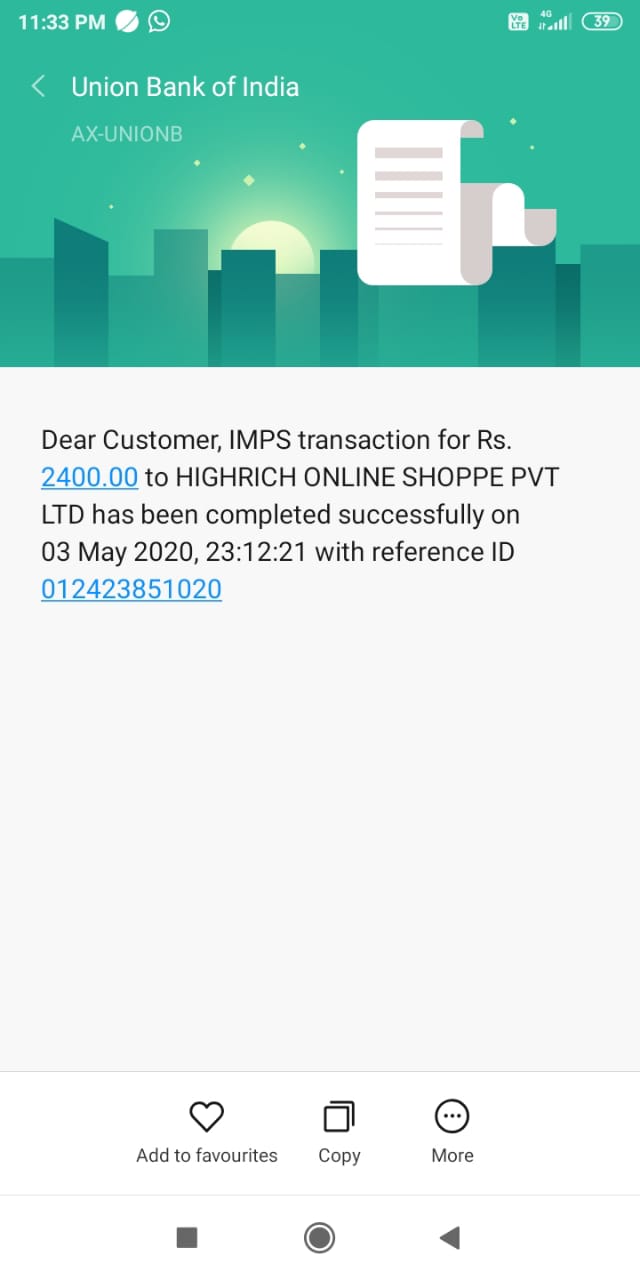 11:33 PM
VoLTE 4G 39
Union Bank of India
AX-UNIONB
Dear Customer, IMPS transaction for Rs.
2400.00 to HIGHRICH ONLINE SHOPPE PVT
LTD has been completed successfully on
03 May 2020, 23:12:21 with reference ID
012423851020
Add to favourites Copy More